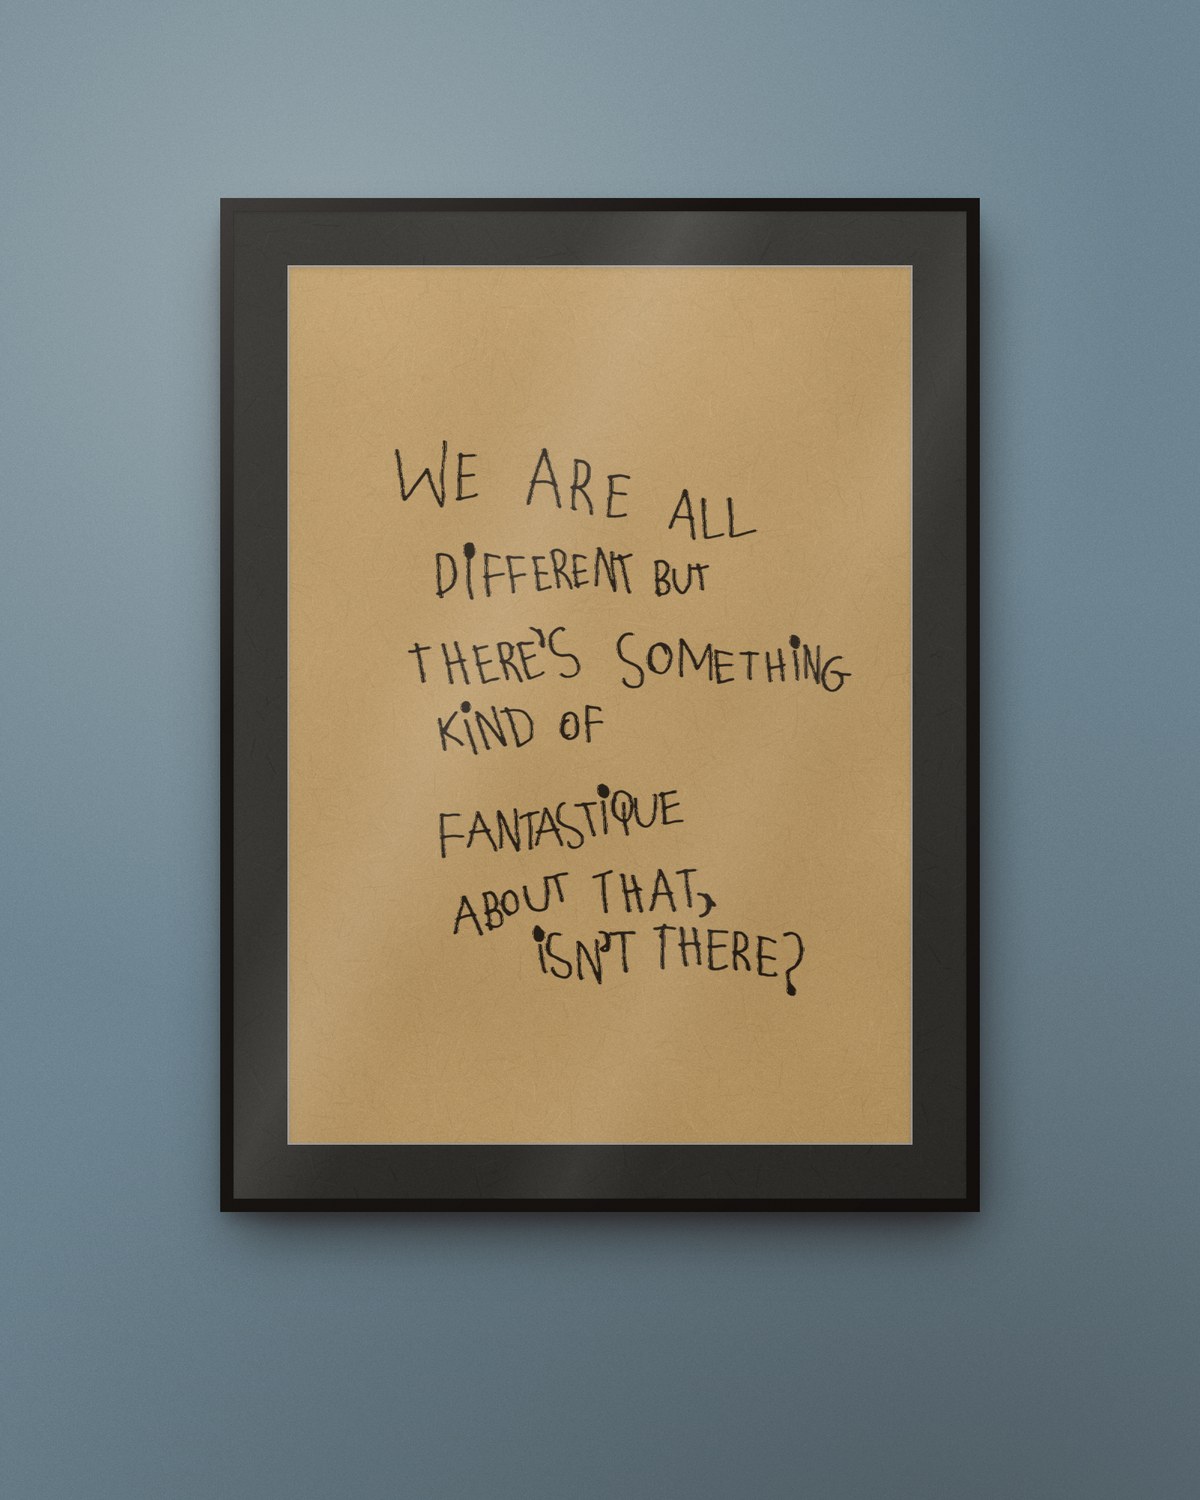 WE ARE ALL
DiFFERENT BUT
THERE'S SOMETHiNG
KiND OF
FANTASTiQUE
ABOUT THAT,
iSN'T THERE?